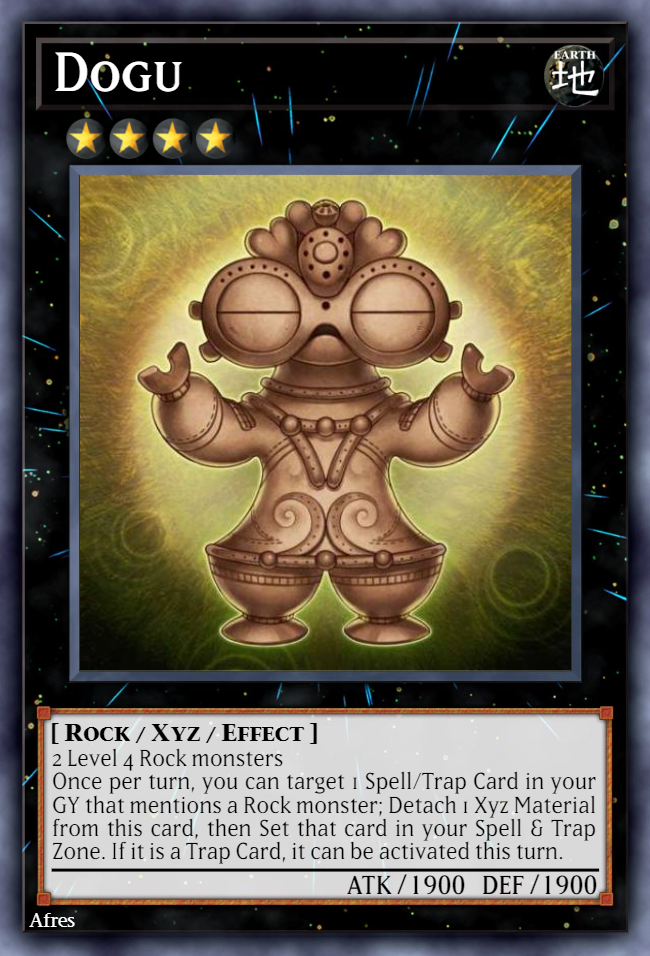 Dogu
EARTH
地
[ Rock / Xyz / Effect ]
2 Level 4 Rock monsters
Once per turn, you can target 1 Spell/Trap Card in your
GY that mentions a Rock monster; Detach 1 Xyz Material
from this card, then Set that card in your Spell & Trap
Zone. If it is a Trap Card, it can be activated this turn.
ATK / 1900 DEF / 1900
Afres